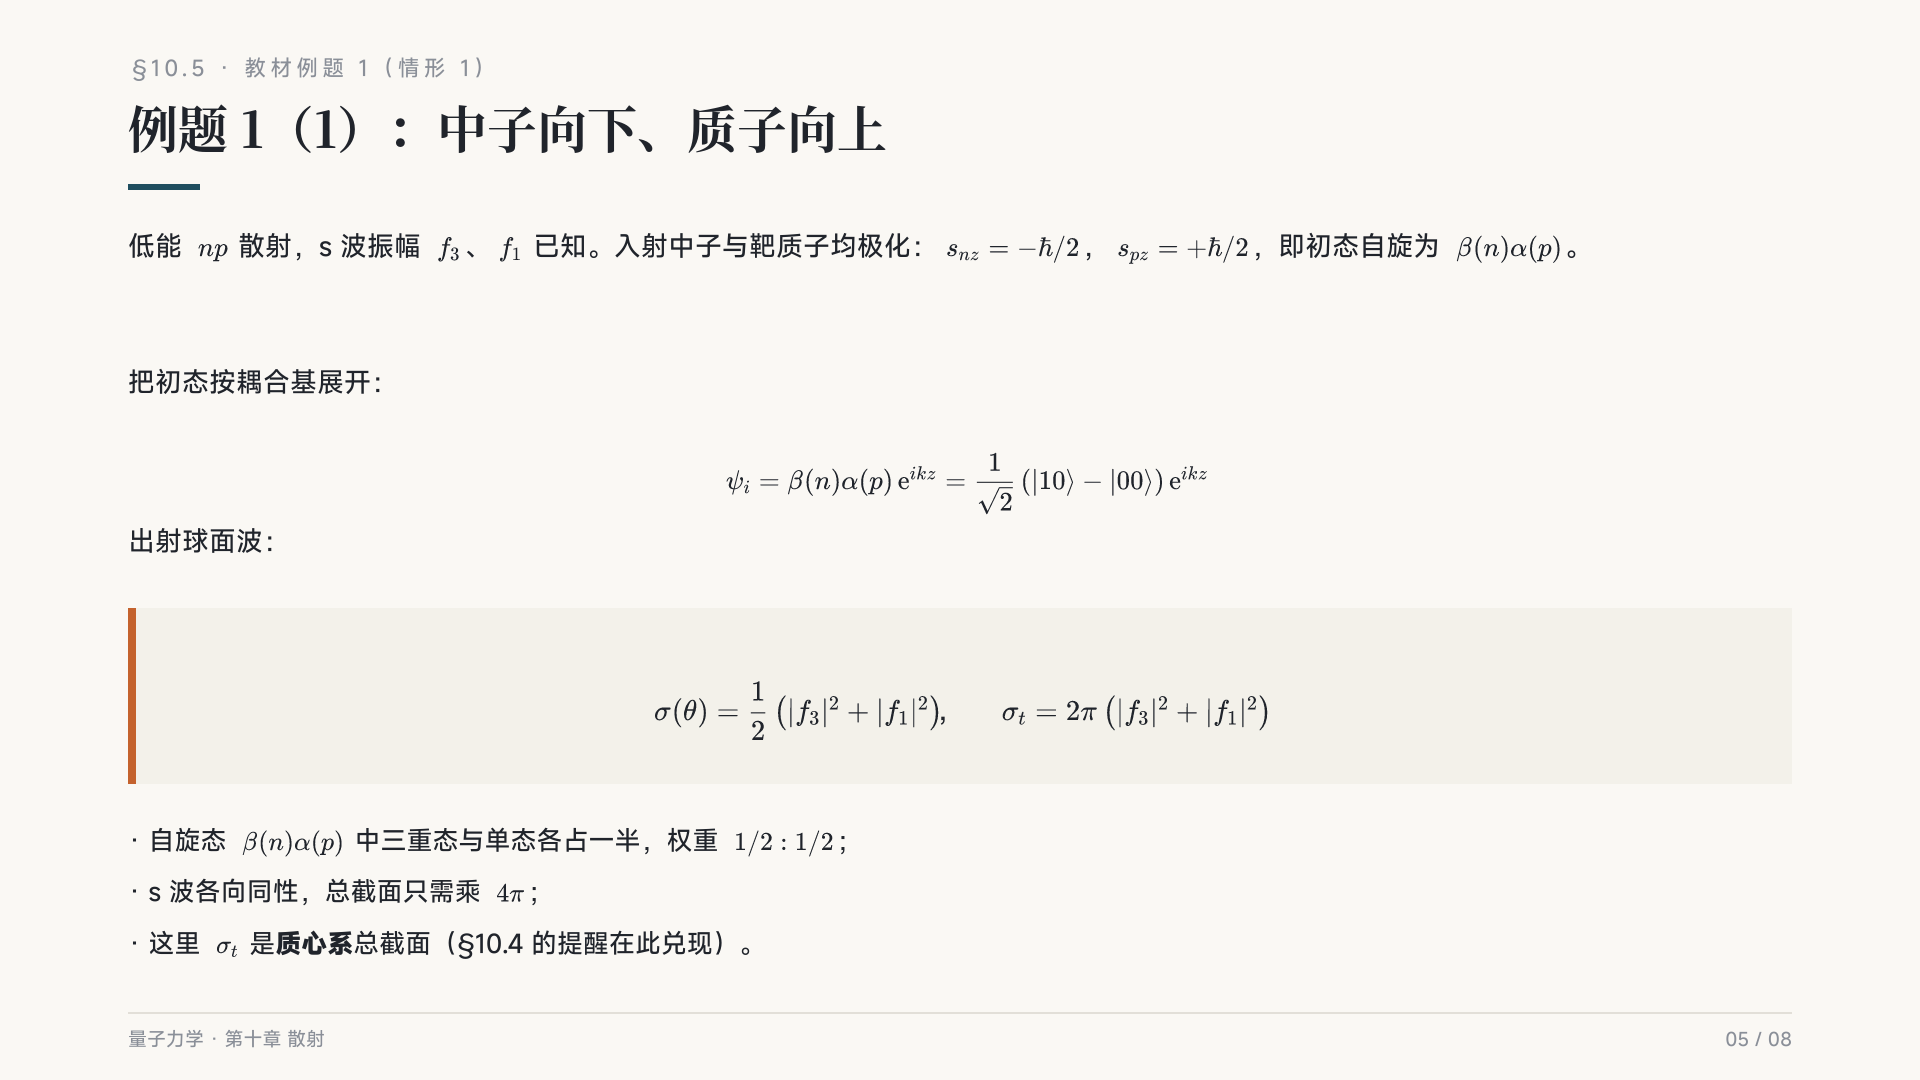 §10.5 · 教材例题 1（情形 1）
例题 1（1）：中子向下、质子向上
低能 np 散射，s 波振幅 f₃、f₁ 已知。入射中子与靶质子均极化：s_{nz} = −ħ/2，s_{pz} = +ħ/2，即初态自旋为 β(n)α(p)。
把初态按耦合基展开：
ψ_i = β(n)α(p) e^{ikz} = \frac{1}{\sqrt{2}} (|10⟩ − |00⟩) e^{ikz}
出射球面波：
σ(θ) = \frac{1}{2} (|f₃|² + |f₁|²), σ_t = 2π (|f₃|² + |f₁|²)
· 自旋态 β(n)α(p) 中三重态与单态各占一半，权重 1/2 : 1/2；
· s 波各向同性，总截面只需乘 4π；
· 这里 σ_t 是质心系总截面（§10.4 的提醒在此兑现）。
量子力学 · 第十章 散射
05 / 08